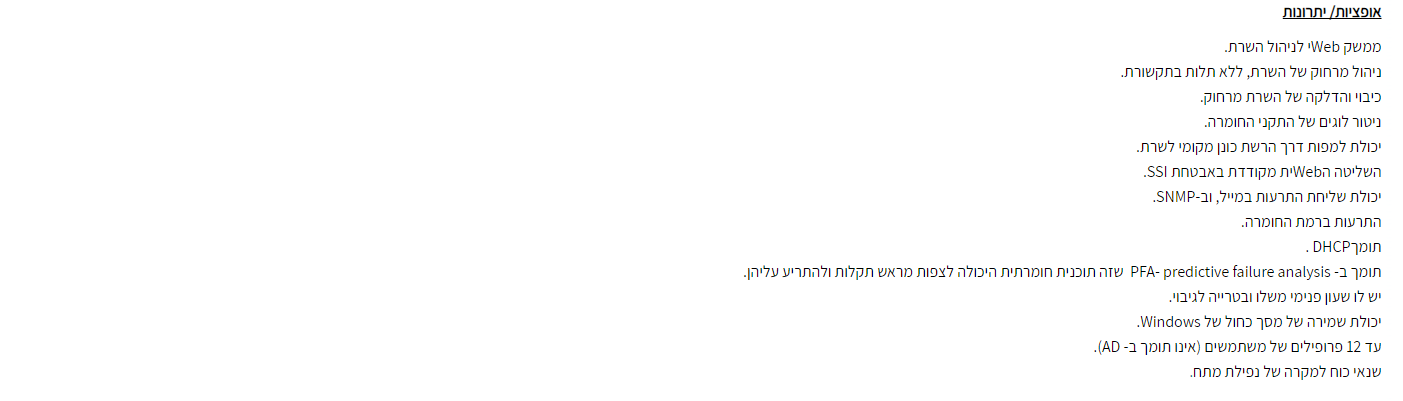 אופציות/ יתרונות
ממשק Webי לניהול השרת.
ניהול מרחוק של השרת, ללא תלות בתקשורת.
כיבוי והדלקה של השרת מרחוק.
ניטור לוגים של התקני החומרה.
יכולת למפות דרך הרשת כונן מקומי לשרת.
השליטה הWebית מקודדת באבטחת SSI.
יכולת שליחת התרעות במייל, וב-SNMP.
התרעות ברמת החומרה.
תומךDHCP .
תומך ב- PFA- predictive failure analysis שזה תוכנית חומרתית היכולה לצפות מראש תקלות ולהתריע עליהן.
יש לו שעון פנימי משלו ובטרייה לגיבוי.
יכולת שמירה של מסך כחול של Windows.
עד 12 פרופילים של משתמשים (אינו תומך ב- AD).
שנאי כוח למקרה של נפילת מתח.